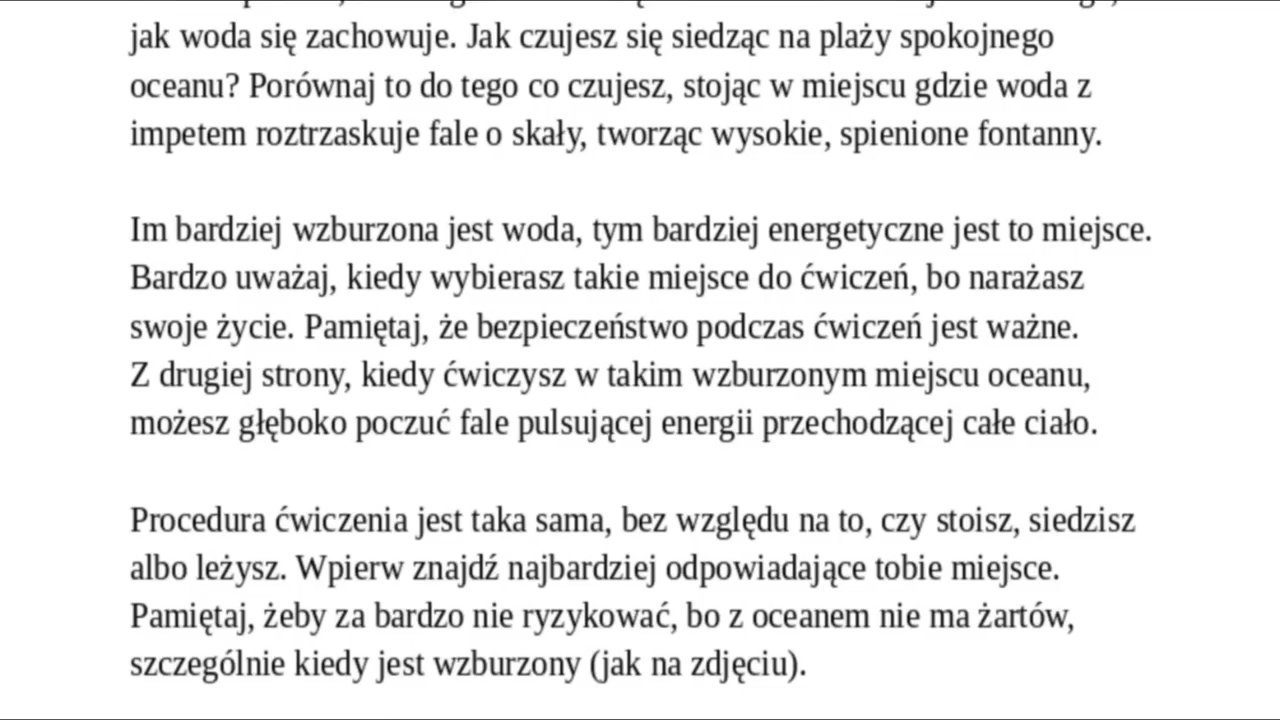 jak woda się zachowuje. Jak czujesz się siedząc na plaży spokojnego
oceanu? Porównaj to do tego co czujesz, stojąc w miejscu gdzie woda z
impetem roztrzaskuje fale o skały, tworząc wysokie, spienione fontanny.
Im bardziej wzburzona jest woda, tym bardziej energetyczne jest to miejsce.
Bardzo uważaj, kiedy wybierasz takie miejsce do ćwiczeń, bo narażasz
swoje życie. Pamiętaj, że bezpieczeństwo podczas ćwiczeń jest ważne.
Z drugiej strony, kiedy ćwiczysz w takim wzburzonym miejscu oceanu,
możesz głęboko poczuć fale pulsującej energii przechodzącej całe ciało.
Procedura ćwiczenia jest taka sama, bez względu na to, czy stoisz, siedzisz
albo leżysz. Wpierw znajdź najbardziej odpowiadające tobie miejsce.
Pamiętaj, żeby za bardzo nie ryzykować, bo z oceanem nie ma żartów,
szczególnie kiedy jest wzburzony (jak na zdjęciu).